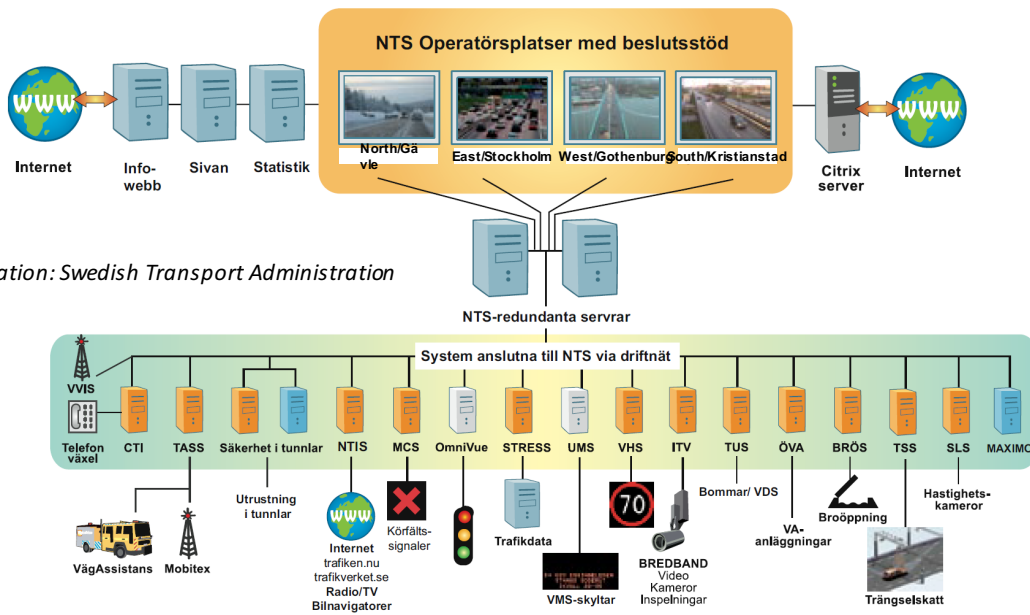 NTS Operatörsplatser med beslutsstöd
www
www
North/Gä
vle
East/Stockholm
West/Gothenburg
South/Kristianstad
Internet
Info-
webb
Sivan
Statistik
Citrix
server
Internet
ation: Swedish Transport Administration
NTS-redundanta servrar
System anslutna till NTS via driftnät
VVIS
Telefon
växel
CTI
TASS
Säkerhet i tunnlar
NTIS
MCS
OmniVue
STRESS
UMS
VHS
ITV
TUS
ÖVA
BRÖS
TSS
SLS
MAXIMO
Utrustning
i tunnlar
www
Körfälts-
signaler
70
Bommar/ VDS
Hastighets-
kameror
Broöppning
VA-
anläggningar
Internet
trafiken.nu
trafikverket.se
Radio/TV
Bilnavigatorer
Trafikdata
VägAssistans
Mobitex
VMS-skyltar
BREDBAND
Video
Kameror
Inspelningar
Trängselskatt